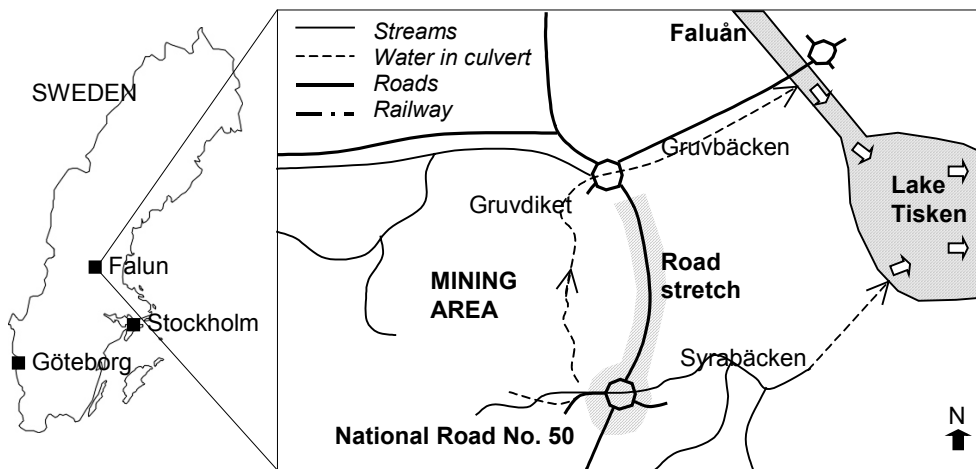 SWEDEN
Falun
Stockholm
Göteborg
Streams
Water in culvert
Roads
Railway
Faluån
Gruvbäcken
Gruvdiket
Lake
Tisken
MINING
AREA
Road
stretch
Syrabäcken
National Road No. 50
N